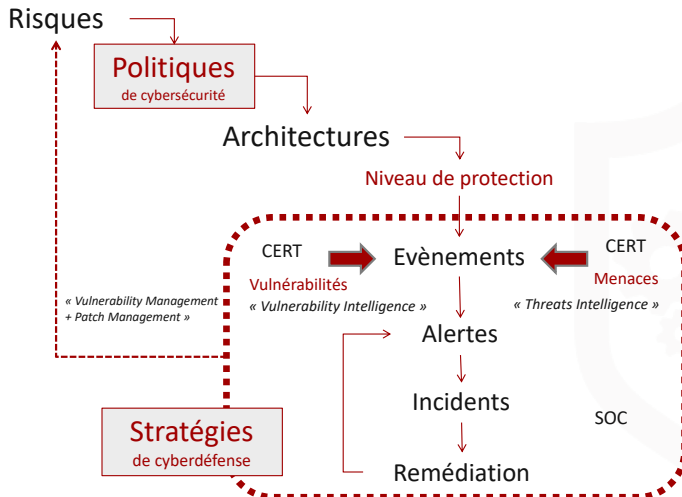 Risques
Politiques
de cybersécurité
Architectures
Niveau de protection
CERT
Evènements
CERT
Vulnérabilités
Menaces
« Vulnerability Management
+ Patch Management »
« Vulnerability Intelligence »
« Threats Intelligence »
Alertes
Incidents
SOC
Stratégies
de cyberdéfense
Remédiation